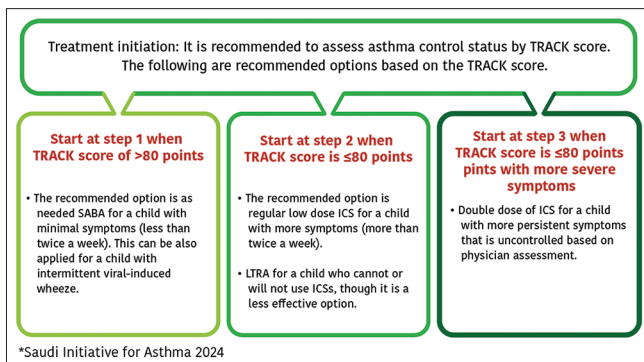 Treatment initiation: It is recommended to assess asthma control status by TRACK score.
The following are recommended options based on the TRACK score.
Start at step 1 when
TRACK score of >80 points
• The recommended option is as
needed SABA for a child with
minimal symptoms (less than
twice a week). This can be also
applied for a child with
intermittent viral-induced
wheeze.
Start at step 2 when
TRACK score is ≤80 points
• The recommended option is
regular low dose ICS for a child
with more symptoms (more than
twice a week).
• LTRA for a child who cannot or
will not use ICSs, though it is a
less effective option.
Start at step 3 when
TRACK score is ≤80 points
pints with more severe
symptoms
• Double dose of ICS for a child
with more persistent symptoms
that is uncontrolled based on
physician assessment.
*Saudi Initiative for Asthma 2024